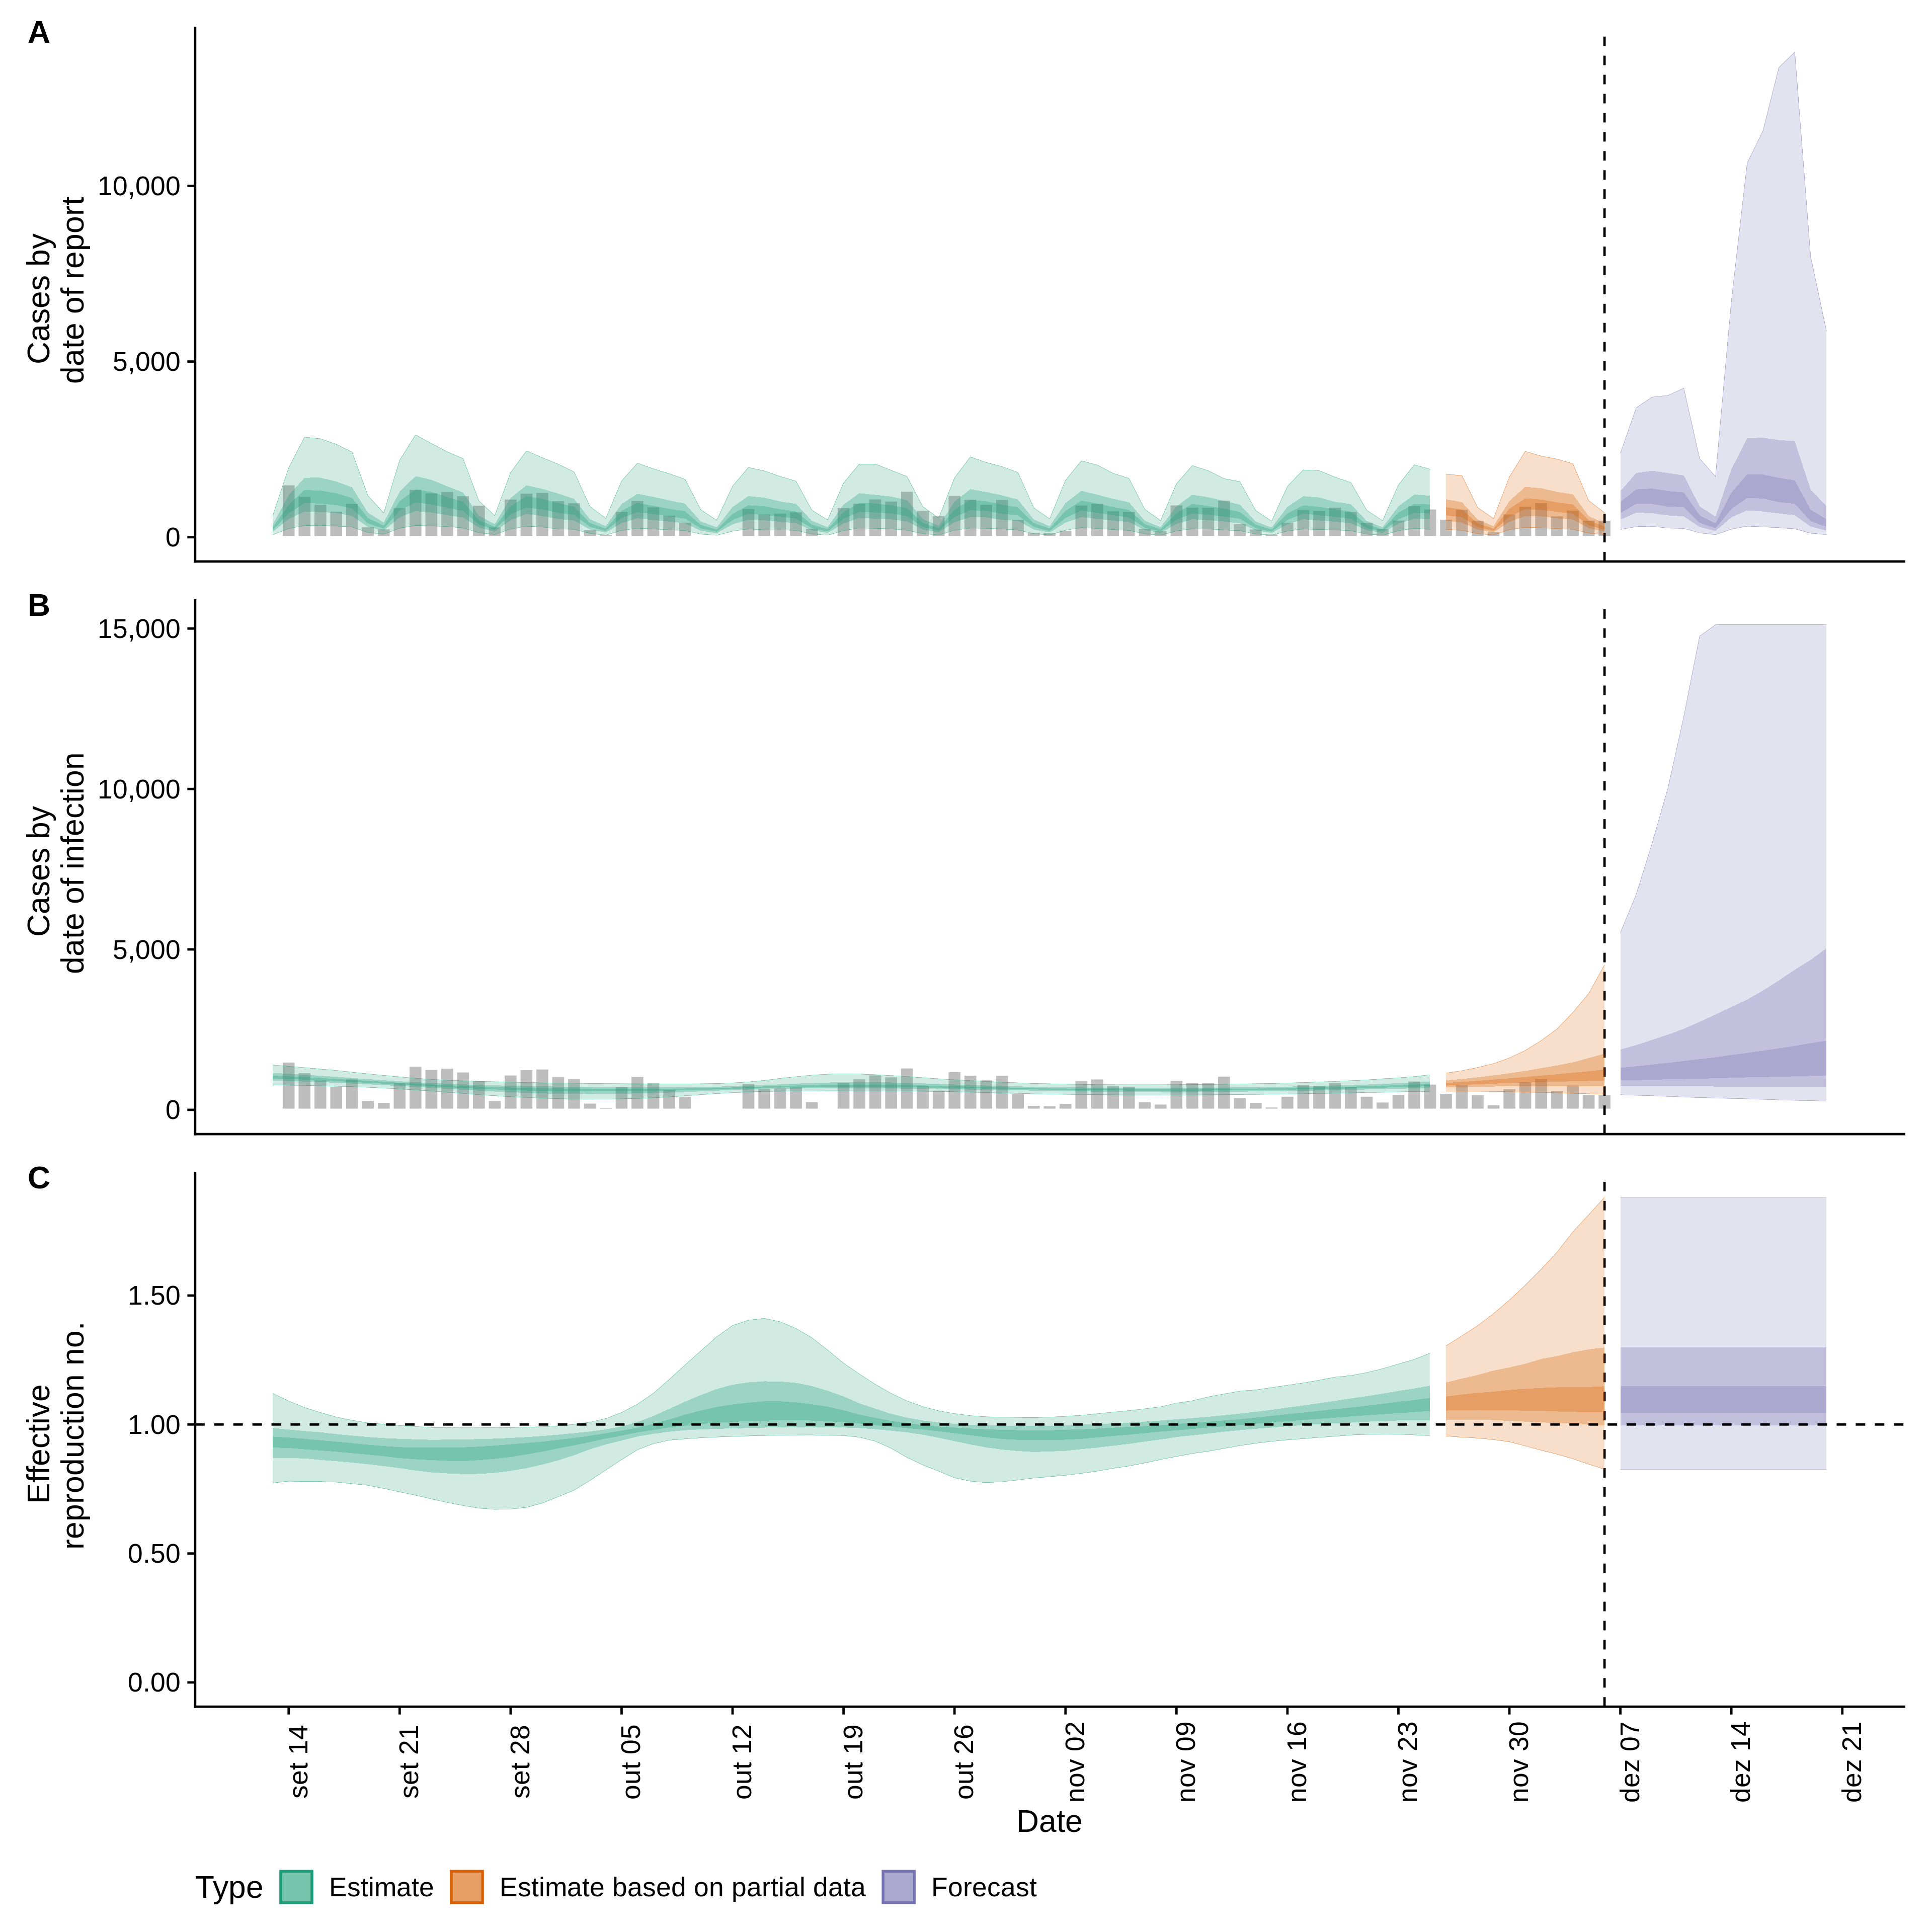 A
Cases by
date of report
10,000
5,000
0
B
Cases by
date of infection
15,000
10,000
5,000
0
C
Effective
reproduction no.
1.50
1.00
0.50
0.00
set 14
set 21
set 28
out 05
out 12
out 19
out 26
nov 02
nov 09
nov 16
nov 23
nov 30
dez 07
dez 14
dez 21
Date
Type Estimate Estimate based on partial data Forecast